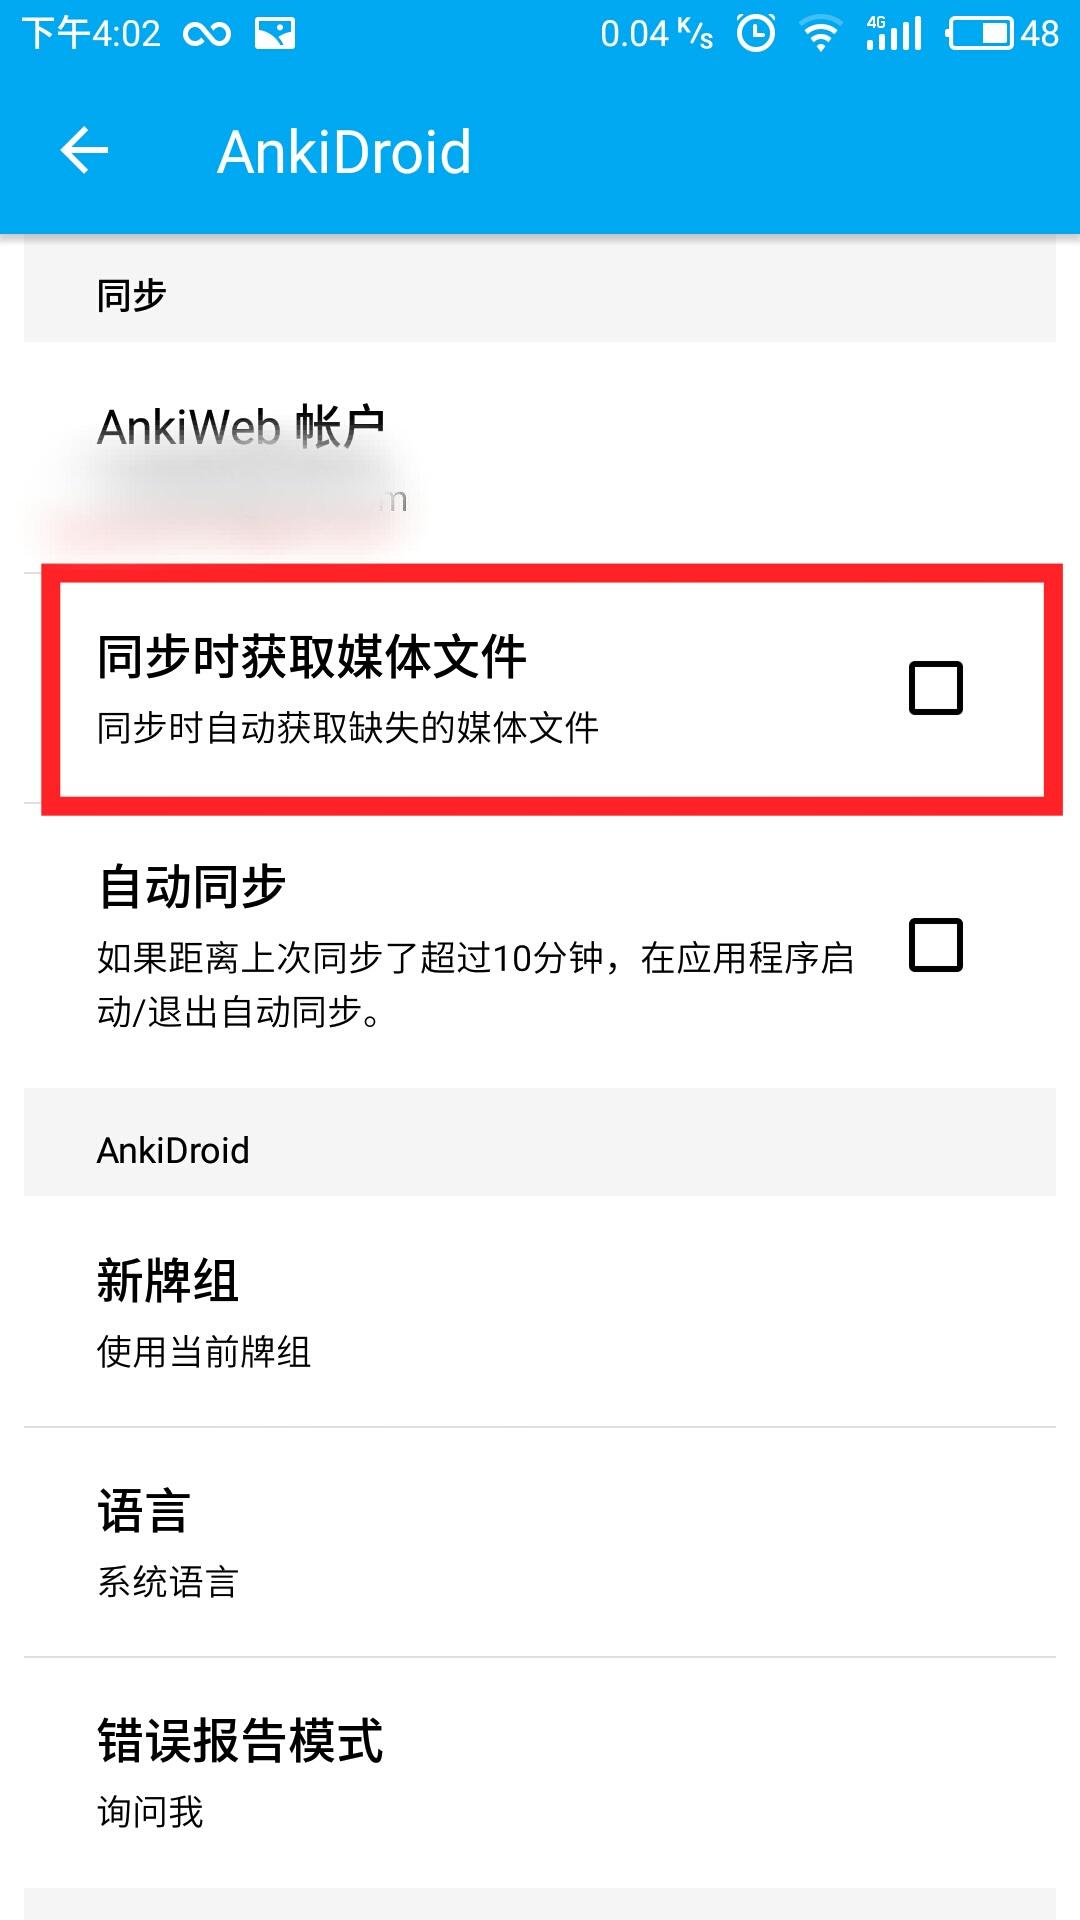 下午4:02 0.04 K/s 4G 48
AnkiDroid
同步
AnkiWeb 帐户
m
同步时获取媒体文件
同步时自动获取缺失的媒体文件
自动同步
如果距离上次同步了超过10分钟，在应用程序启
动/退出自动同步。
AnkiDroid
新牌组
使用当前牌组
语言
系统语言
错误报告模式
询问我